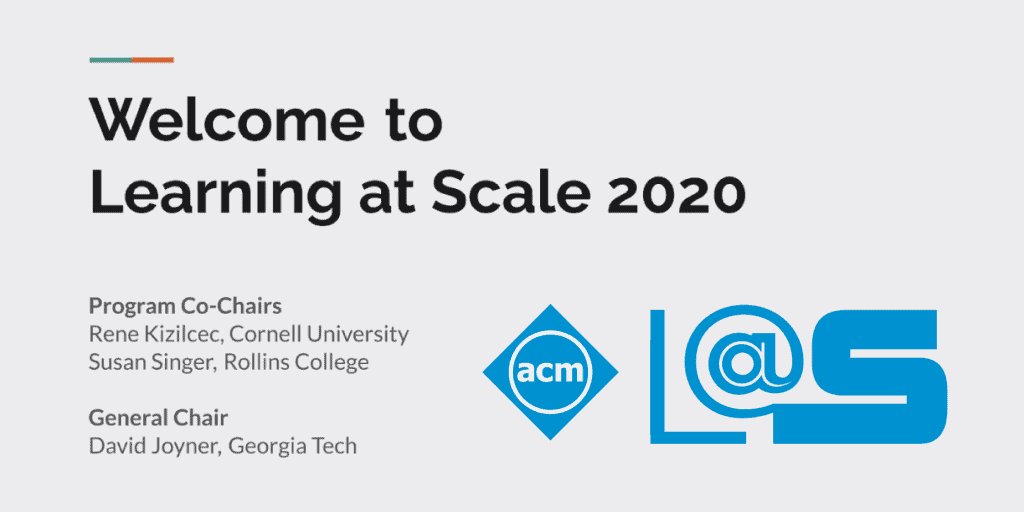 Welcome to
Learning at Scale 2020
Program Co-Chairs
Rene Kizilcec, Cornell University
Susan Singer, Rollins College
General Chair
David Joyner, Georgia Tech
acm
L@S